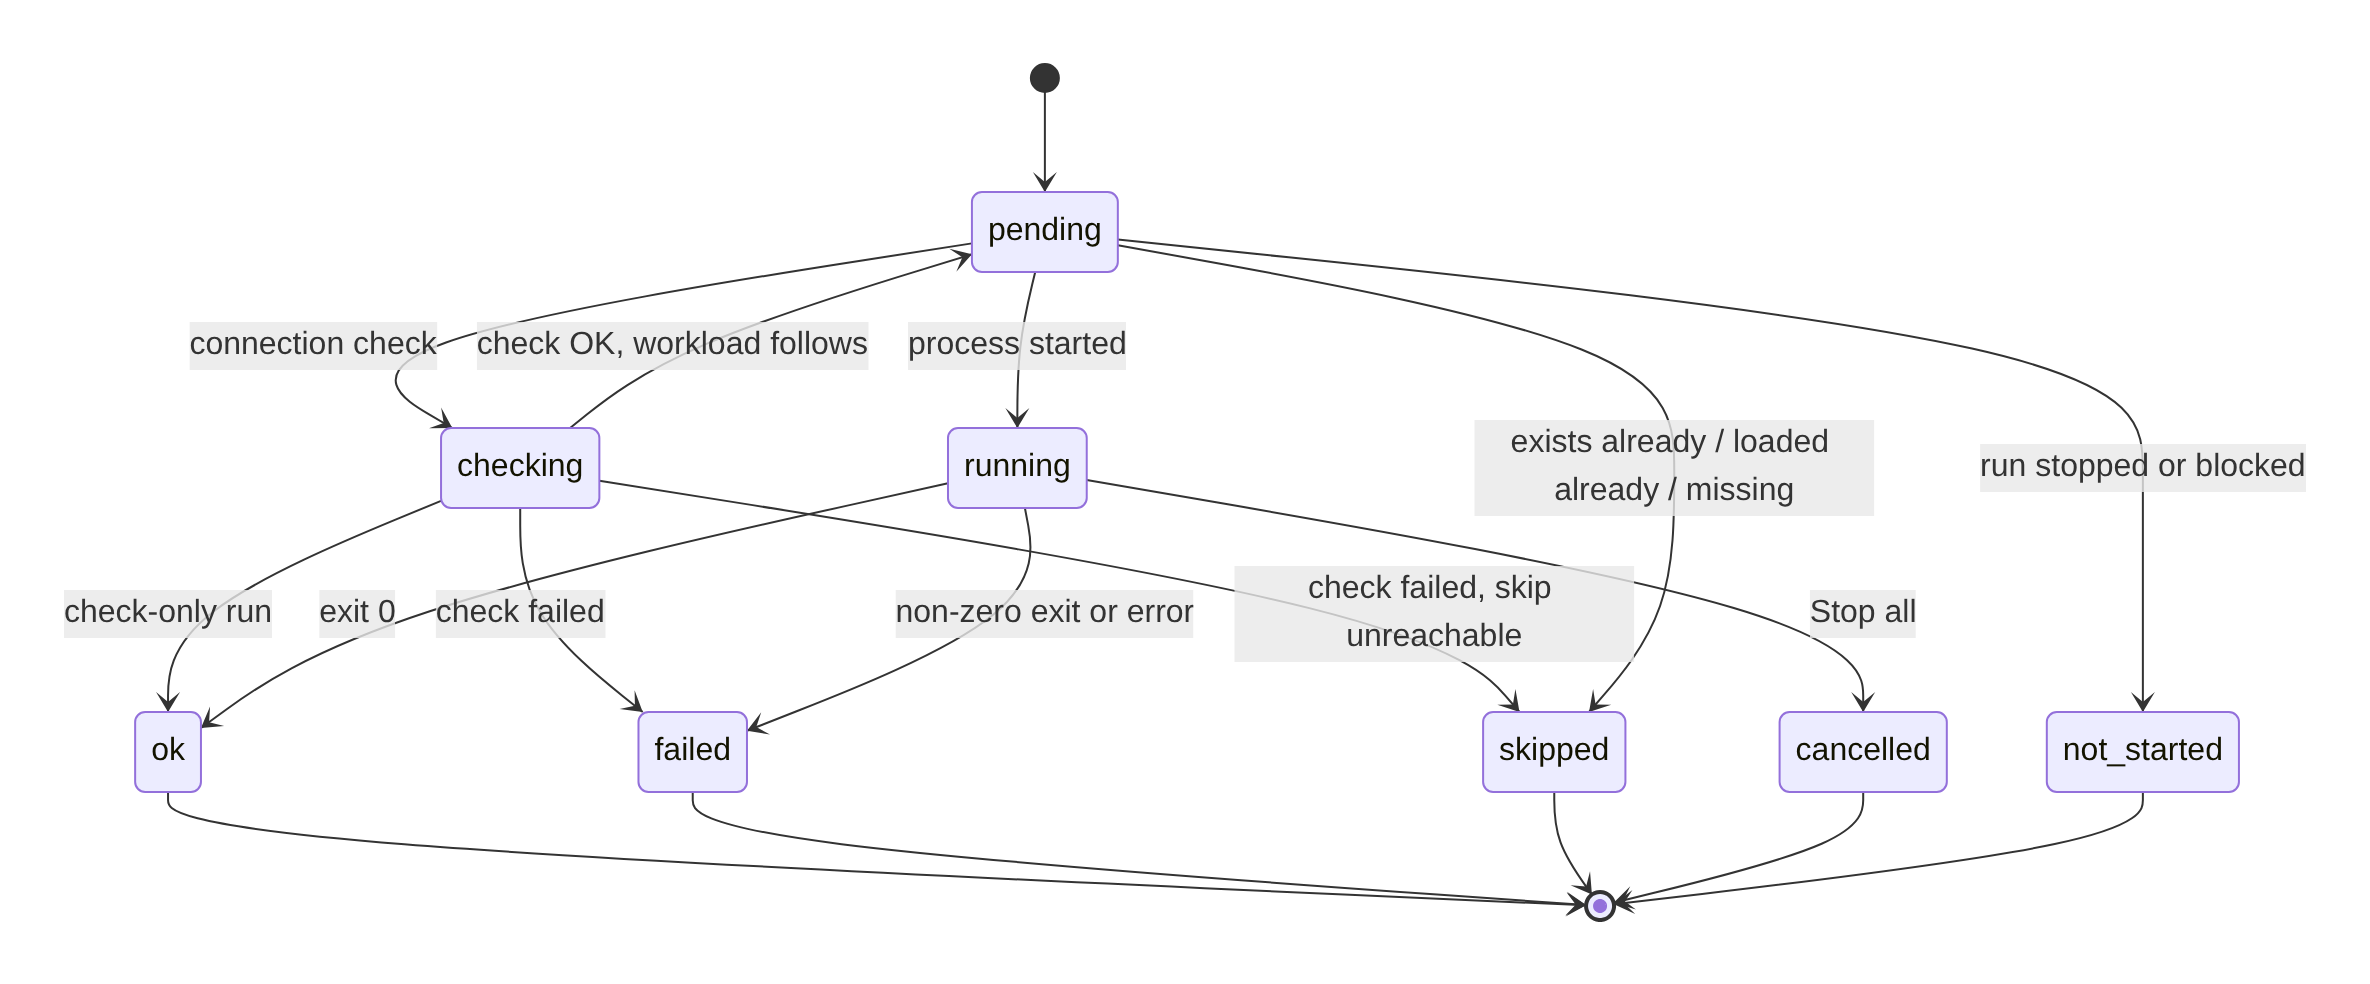 pending
connection check
check OK, workload follows
process started
exists already / loaded
already / missing
run stopped or blocked
checking
running
check-only run
exit 0
check failed
non-zero exit or error
check failed, skip
unreachable
Stop all
ok
failed
skipped
cancelled
not_started